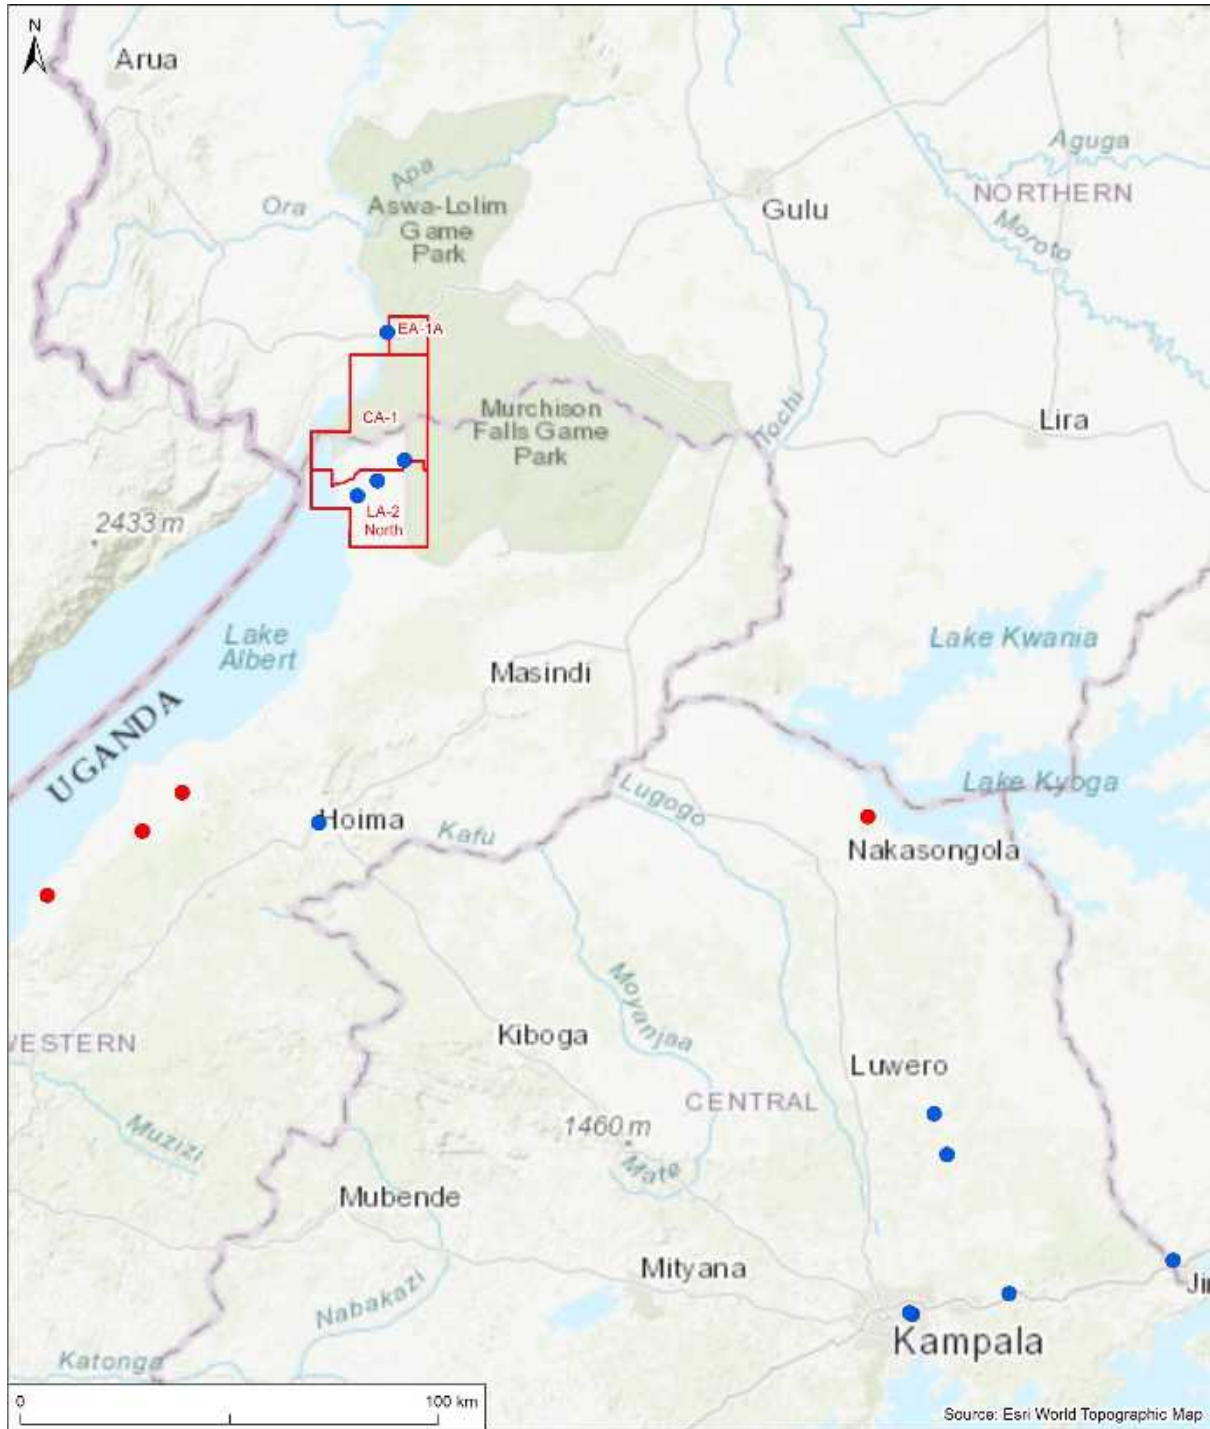 N
Arua
Aguga
NORTHERN
Apa
Ora
Aswa-Lolim
Game
Park
Gulu
Moroto
EA-1A
CA-1
Murchison
Falls Game
Park
Tochi
Lira
2433 m
LA-2
North
Lake
Albert
Lake Kwania
Masindi
UGANDA
Lake Kyoga
Lugogo
Hoima
Kafu
Nakasongola
Moyanjaa
Kiboga
WESTERN
Luwero
CENTRAL
Muzizi
1460 m
Mate
Mubende
Mityana
Jin
Nabakazi
Kampala
Katonga
0
100 km
Source: Esri World Topographic Map